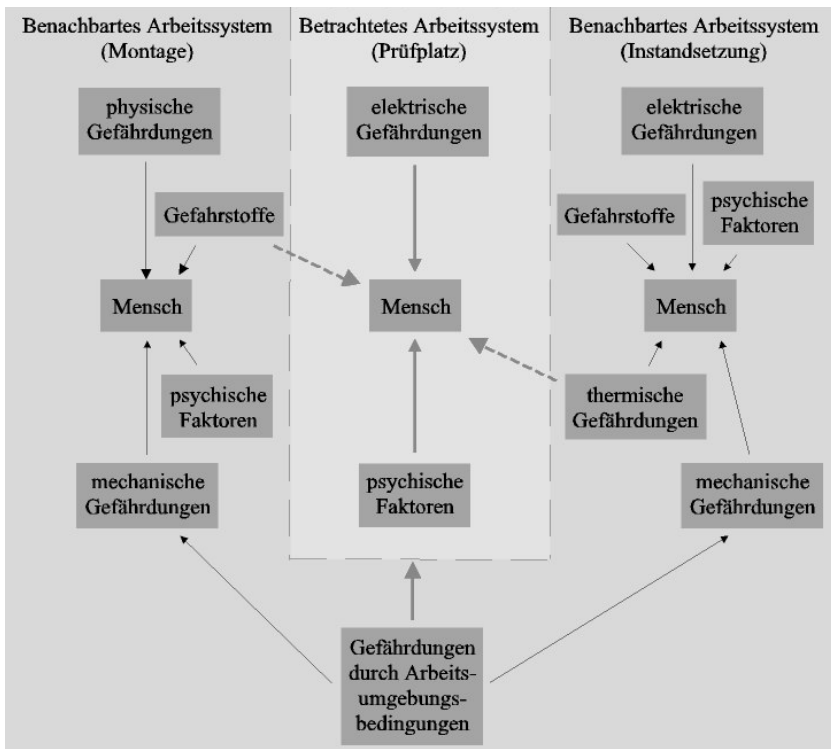 Benachbartes Arbeitssystem
(Montage)
physische
Gefährdungen
Gefahrstoffe
Mensch
psychische
Faktoren
mechanische
Gefährdungen
Betrachtetes Arbeitssystem
(Prüfplatz)
elektrische
Gefährdungen
Mensch
psychische
Faktoren
Benachbartes Arbeitssystem
(Instandsetzung)
elektrische
Gefährdungen
Gefahrstoffe
psychische
Faktoren
Mensch
thermische
Gefährdungen
mechanische
Gefährdungen
Gefährdungen
durch Arbeits-
umgebungs-
bedingungen